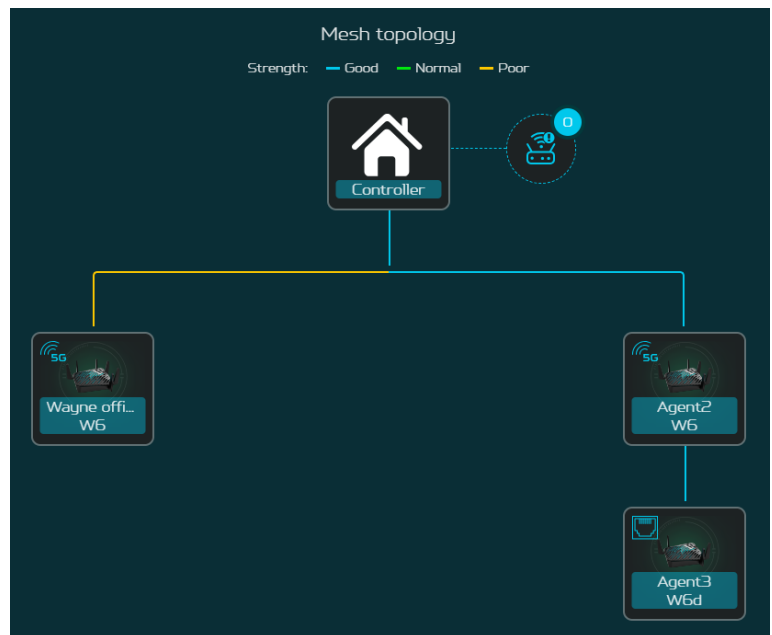 Mesh topology
Strength: Good Normal Poor
0
Controller
5G
Wayne offi...
W6
5G
Agent2
W6
Agent3
W6d